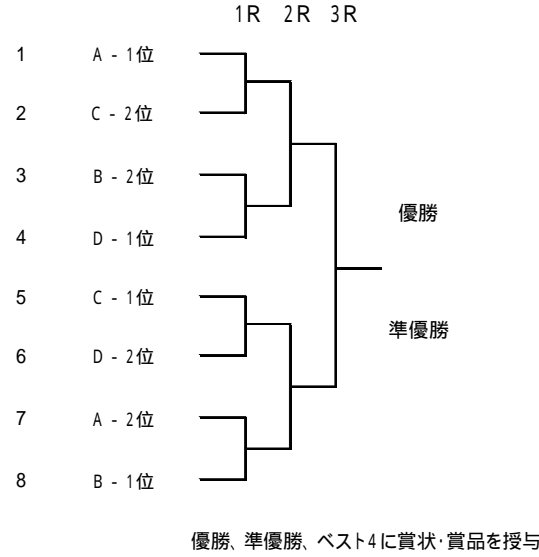 1R 2R 3R
1 A - 1位
2 C - 2位
3 B - 2位
4 D - 1位
優勝
5 C - 1位
準優勝
6 D - 2位
7 A - 2位
8 B - 1位
優勝、準優勝、ベスト4に賞状・賞品を授与